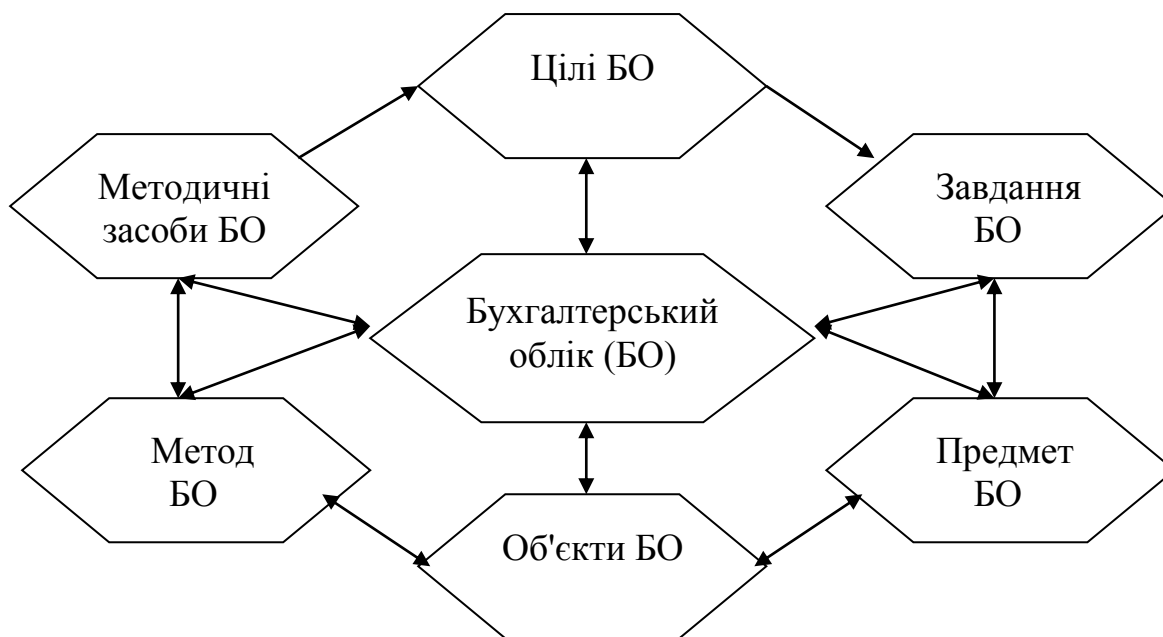 Цілі БО
Методичні
засоби БО
Завдання
БО
Бухгалтерський
облік (БО)
Метод
БО
Предмет
БО
Об'єкти БО